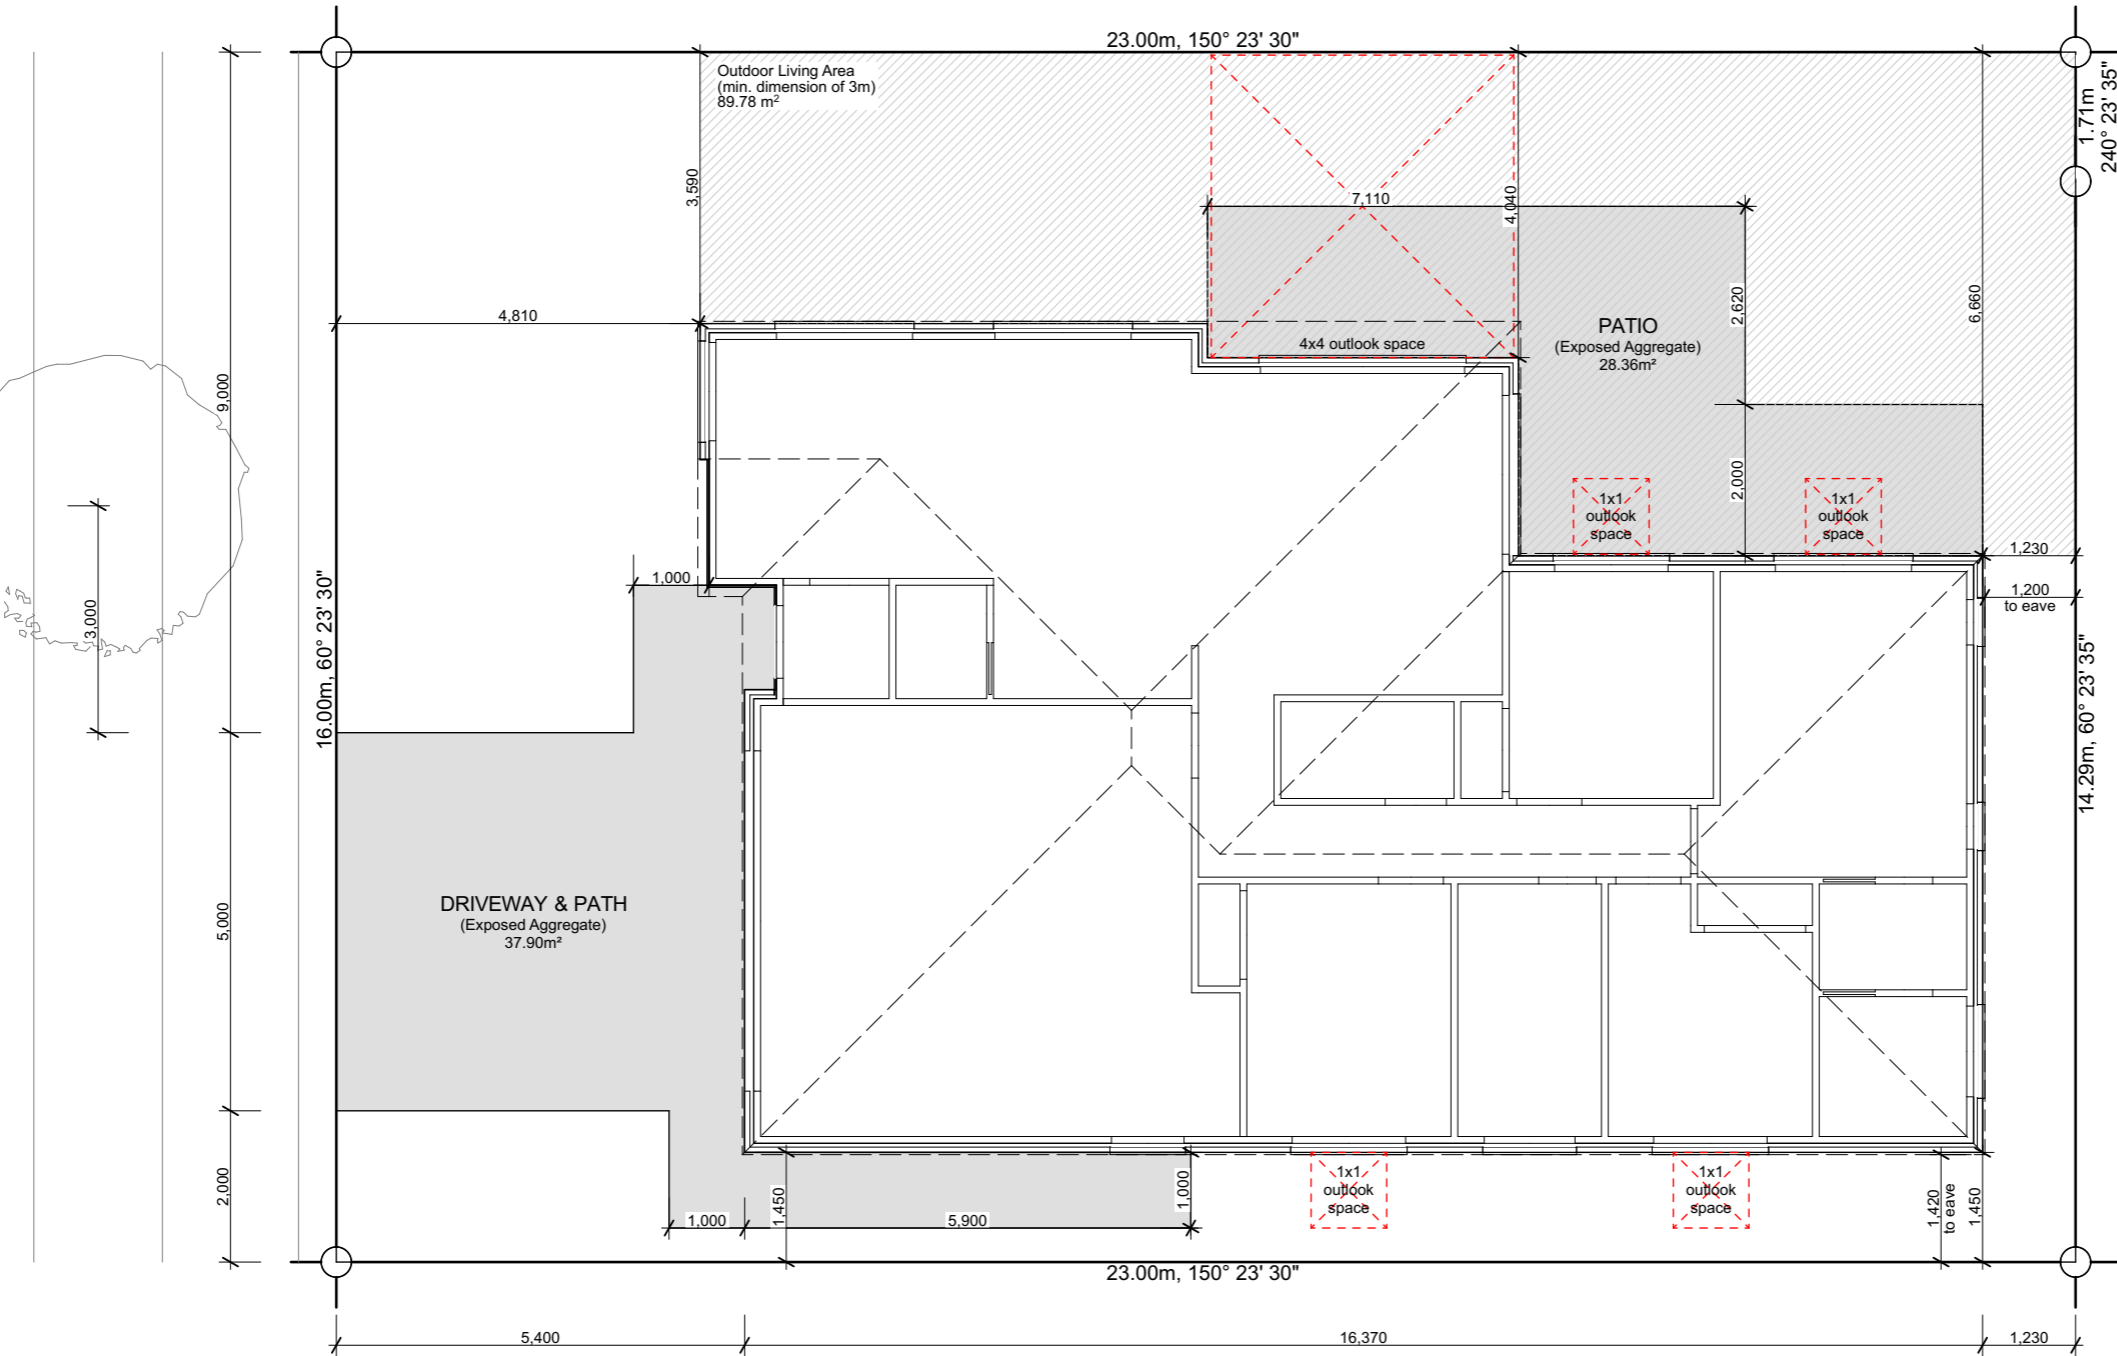 23.00m, 150° 23' 30"
Outdoor Living Area
(min. dimension of 3m)
89.78 m²
1.71m
240° 23' 35"
3,590
7,110
4,040
4,810
2,620
6,660
PATIO
(Exposed Aggregate)
28.36m²
4x4 outlook space
9,000
2,000
1x1
outlook
space
1x1
outlook
space
1,230
1,200
to eave
1,000
3,000
16.00m, 60° 23' 30"
14.29m, 60° 23' 35"
DRIVEWAY & PATH
(Exposed Aggregate)
37.90m²
5,000
2,000
1,000
1,450
5,900
1,000
1x1
outlook
space
1x1
outlook
space
1,420
to eave
1,450
23.00m, 150° 23' 30"
5,400
16,370
1,230